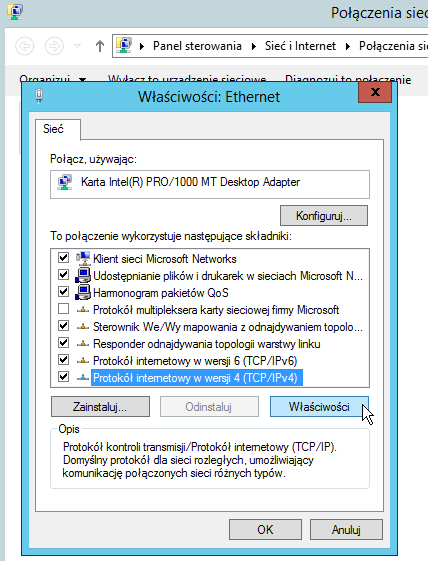 Połączenia siec
Panel sterowania
Sieć i Internet
Połączenia sie
Organizuj
Wyłącz to urządzenie sieciowe
Diagnozuj to połączenie
Właściwości: Ethernet
x
Sieć
Połącz, używając:
Karta Intel(R) PRO/1000 MT Desktop Adapter
Konfiguruj...
To połączenie wykorzystuje następujące składniki:
Klient sieci Microsoft Networks
Udostępnianie plików i drukarek w sieciach Microsoft N...
Harmonogram pakietów QoS
Protokół multipleksera karty sieciowej firmy Microsoft
Sterownik We/Wy mapowania z odnajdywaniem topolo...
Responder odnajdywania topologii warstwy linku
Protokół internetowy w wersji 6 (TCP/IPv6)
Protokół internetowy w wersji 4 (TCP/IPv4)
Zainstaluj...
Odinstaluj
Właściwości
Opis
Protokół kontroli transmisji/Protokół internetowy (TCP/IP).
Domyślny protokół dla sieci rozległych, umożliwiający
komunikację połączonych sieci różnych typów.
OK
Anuluj